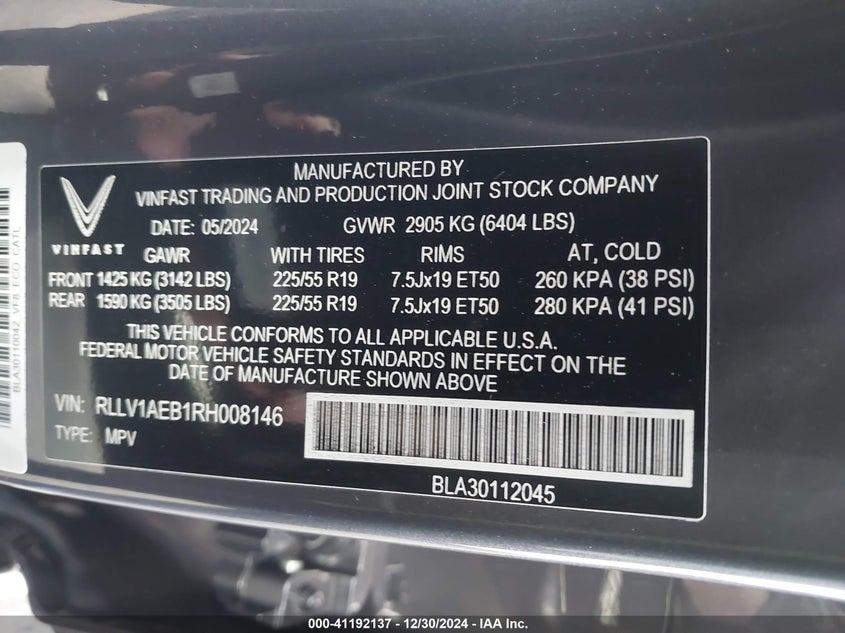 MANUFACTURED BY
VINFAST TRADING AND PRODUCTION JOINT STOCK COMPANY
DATE: 05/2024 GVWR 2905 KG (6404 LBS)
VINFAST
GAWR WITH TIRES RIMS AT, COLD
FRONT 1425 KG (3142 LBS) 225/55 R19 7.5Jx19 ET50 260 KPA (38 PSI)
REAR 1590 KG (3505 LBS) 225/55 R19 7.5Jx19 ET50 280 KPA (41 PSI)
THIS VEHICLE CONFORMS TO ALL APPLICABLE U.S.A.
FEDERAL MOTOR VEHICLE SAFETY STANDARDS IN EFFECT ON THE
DATE OF MANUFACTURE SHOWN ABOVE
VIN: RLLV1AEB1RH008146
TYPE: MPV
BLA30112045
BLA30110042_VF8_ECO_CATL
000-41192137 - 12/30/2024 - IAA Inc.